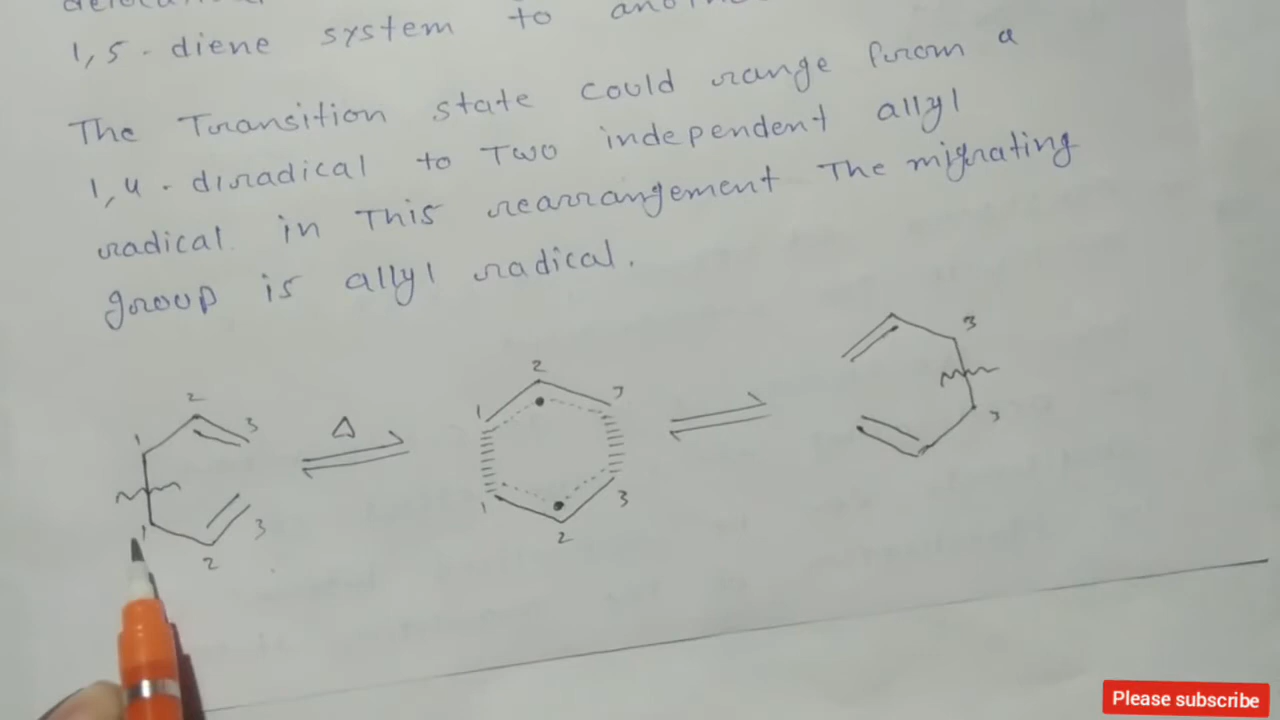 1,5 - diene system to
The Transition state could range from a
1,4 - diradical to Two independent allyl
radical in This rearrangement The migrating
group is allyl radical.
1 2 3
1 2 3
Δ
1 2 3
1 2 3
3
3
Please subscribe